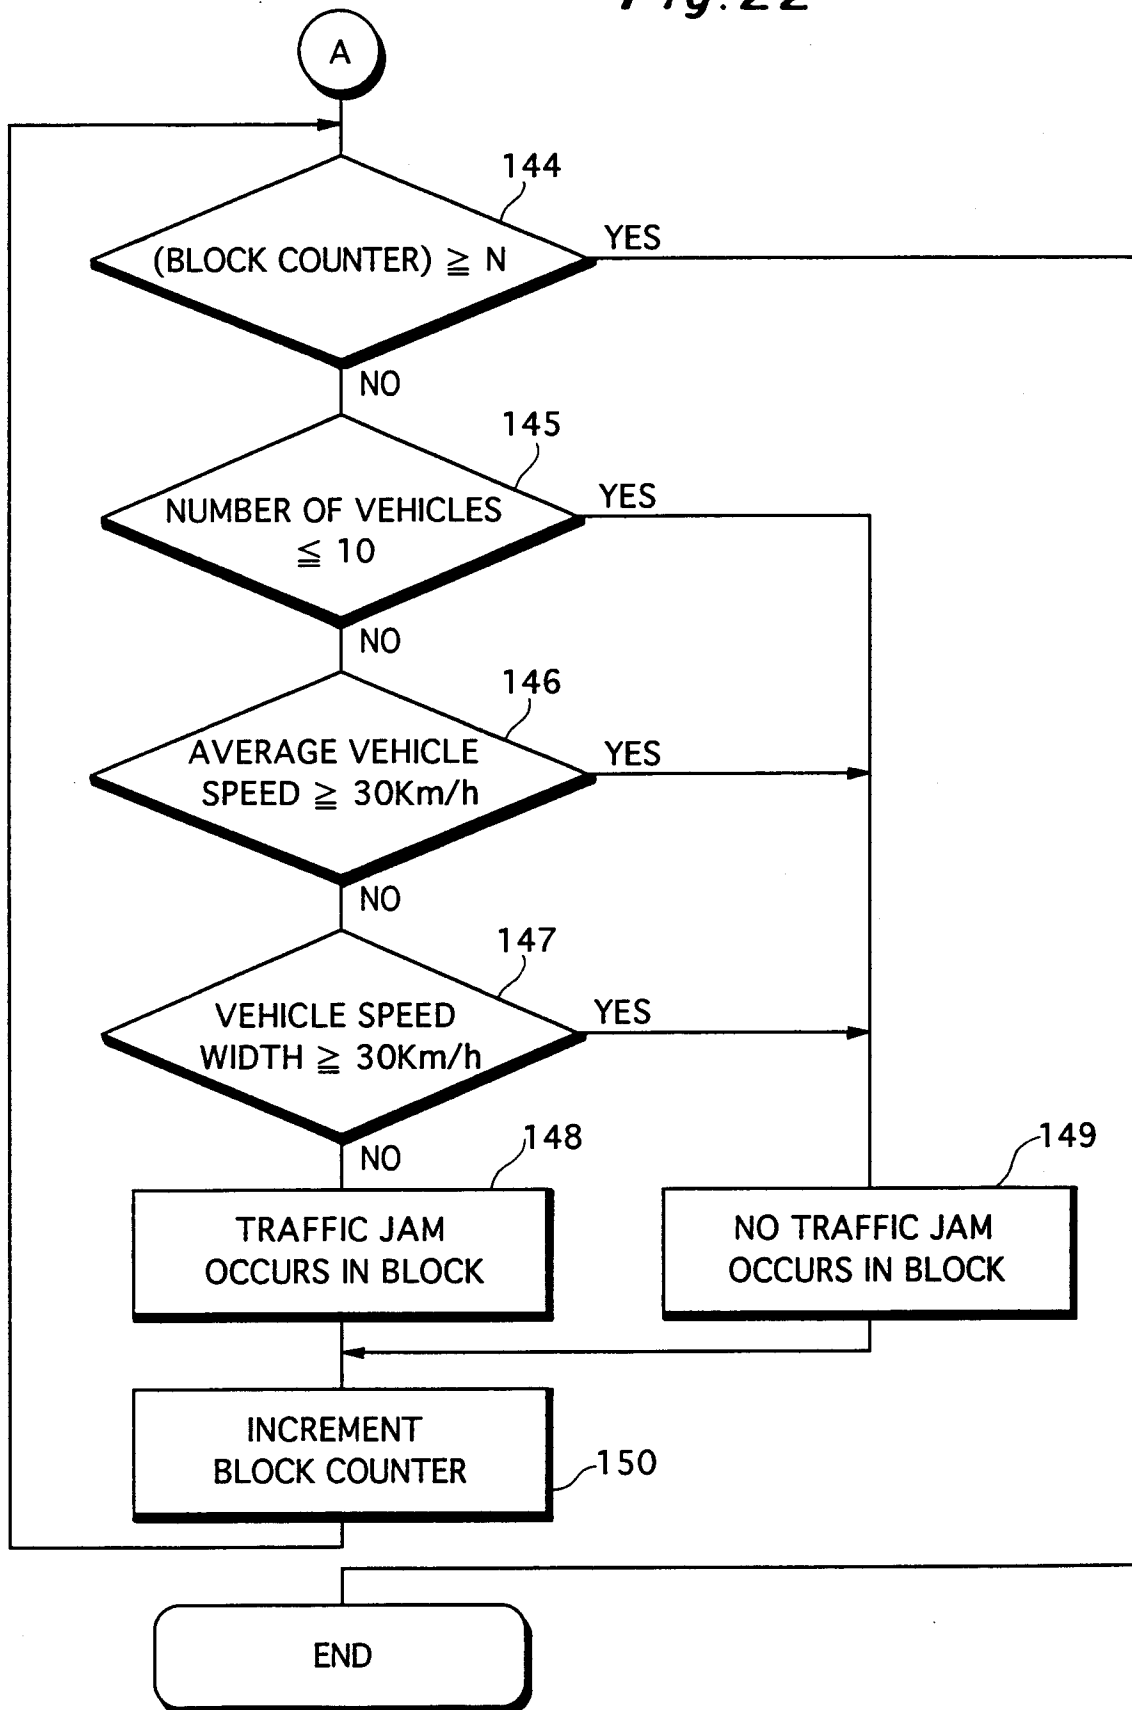 Fig. 22
A
144
(BLOCK COUNTER) ≧ N
YES
NO
145
NUMBER OF VEHICLES
≦ 10
YES
NO
146
AVERAGE VEHICLE
SPEED ≧ 30Km/h
YES
NO
147
VEHICLE SPEED
WIDTH ≧ 30Km/h
YES
NO
148
TRAFFIC JAM
OCCURS IN BLOCK
149
NO TRAFFIC JAM
OCCURS IN BLOCK
INCREMENT
BLOCK COUNTER
150
END